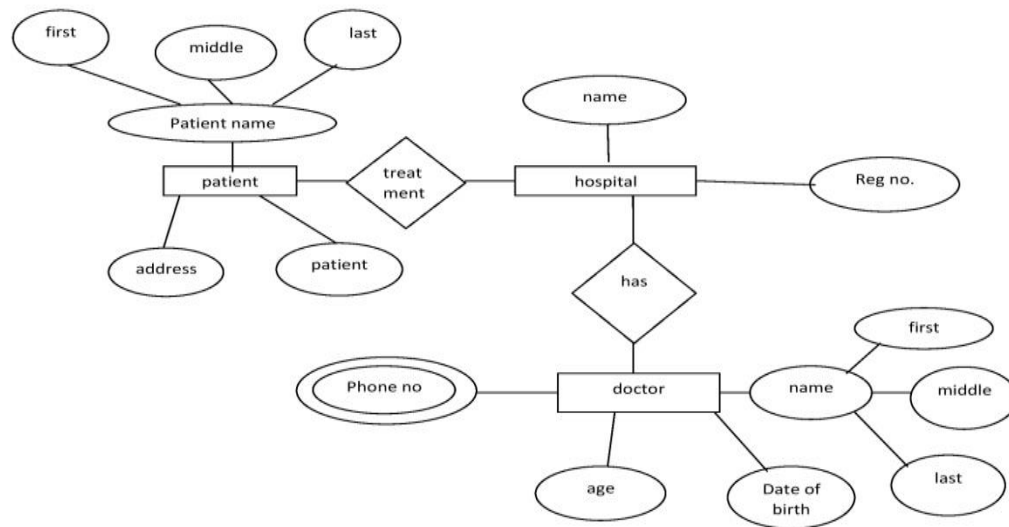 first
middle
last
Patient name
name
patient
treat
ment
hospital
Reg no.
address
patient
has
first
Phone no
doctor
name
middle
age
Date of
birth
last